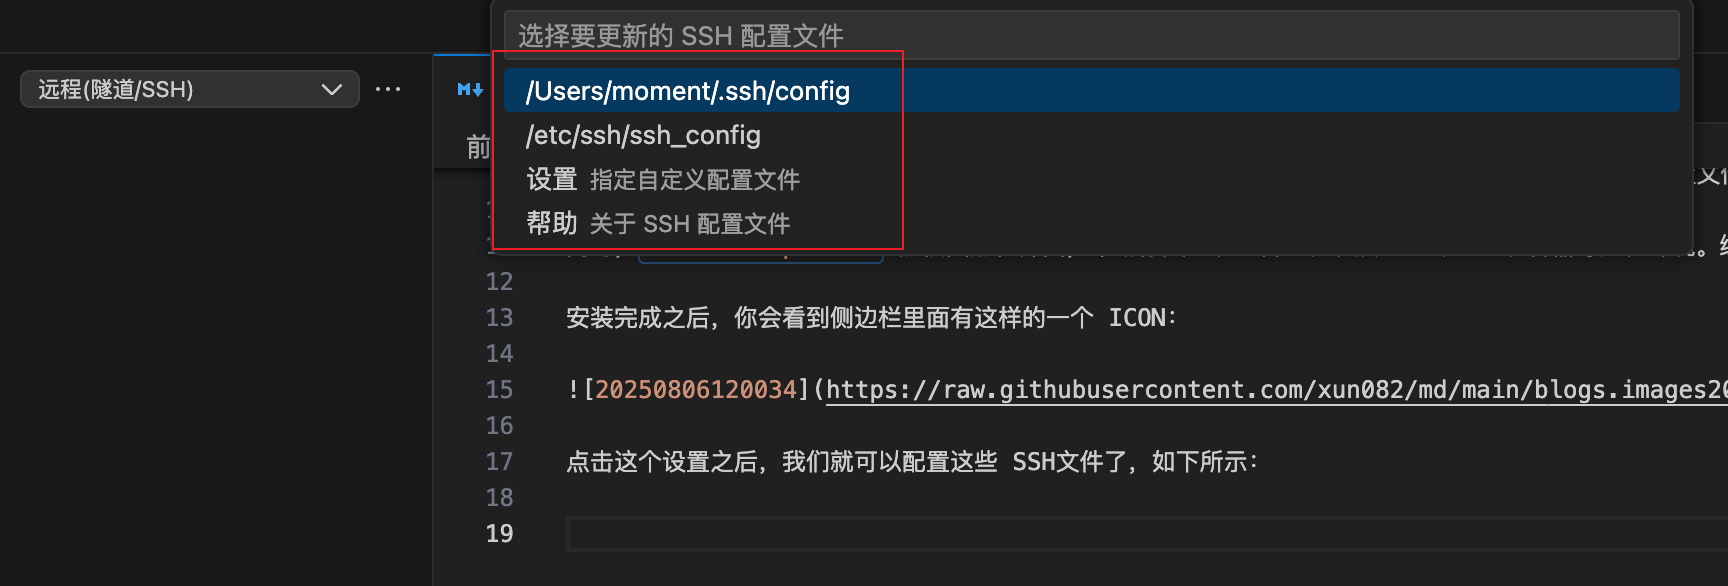 选择要更新的 SSH 配置文件
/Users/moment/.ssh/config
/etc/ssh/ssh_config
设置 指定自定义配置文件
帮助 关于 SSH 配置文件
远程(隧道/SSH)
前
12
13 安装完成之后，你会看到侧边栏里面有这样的一个 ICON：
14
15 ![20250806120034](https://raw.githubusercontent.com/xun082/md/main/blogs.images20
16
17 点击这个设置之后，我们就可以配置这些 SSH文件了，如下所示：
18
19